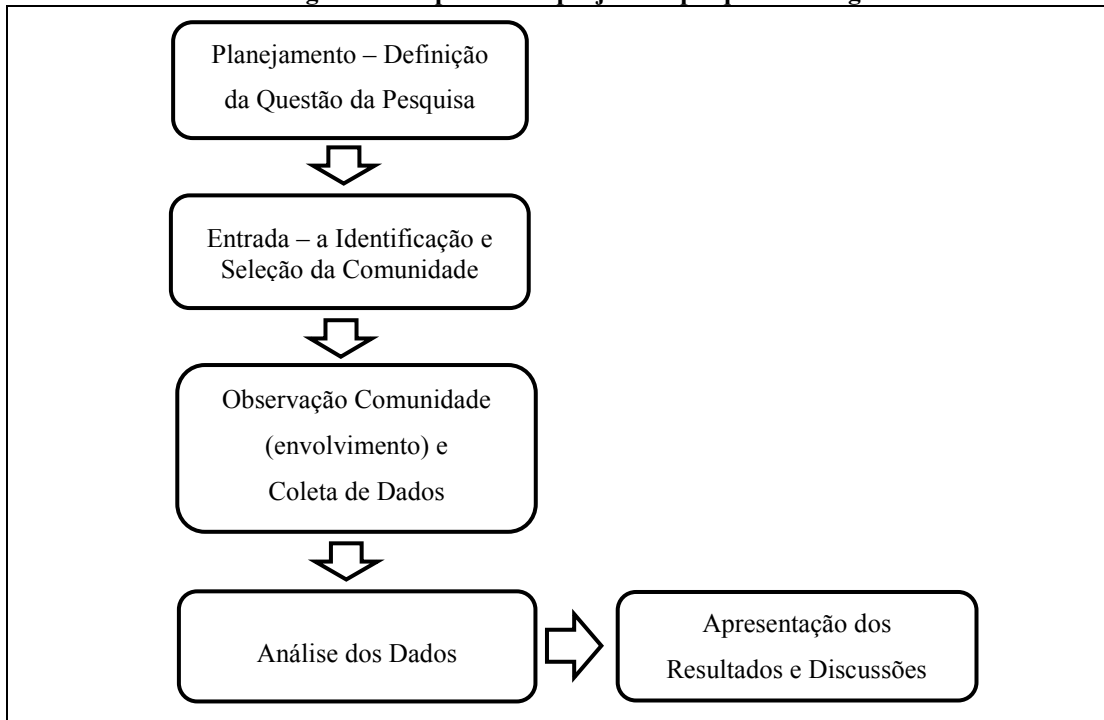 Planejamento – Definição
da Questão da Pesquisa
Entrada – a Identificação e
Seleção da Comunidade
Observação Comunidade
(envolvimento) e
Coleta de Dados
Análise dos Dados
Apresentação dos
Resultados e Discussões